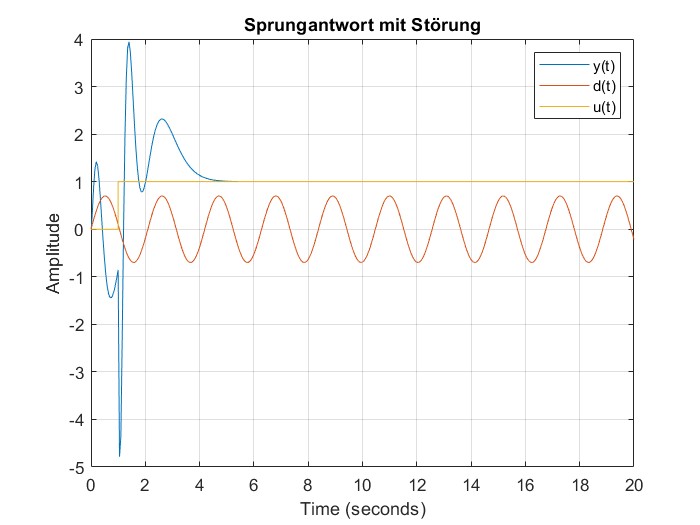 Sprungantwort mit Störung
Amplitude
4
3
2
1
0
-1
-2
-3
-4
-5
0 2 4 6 8 10 12 14 16 18 20
Time (seconds)
y(t)
d(t)
u(t)